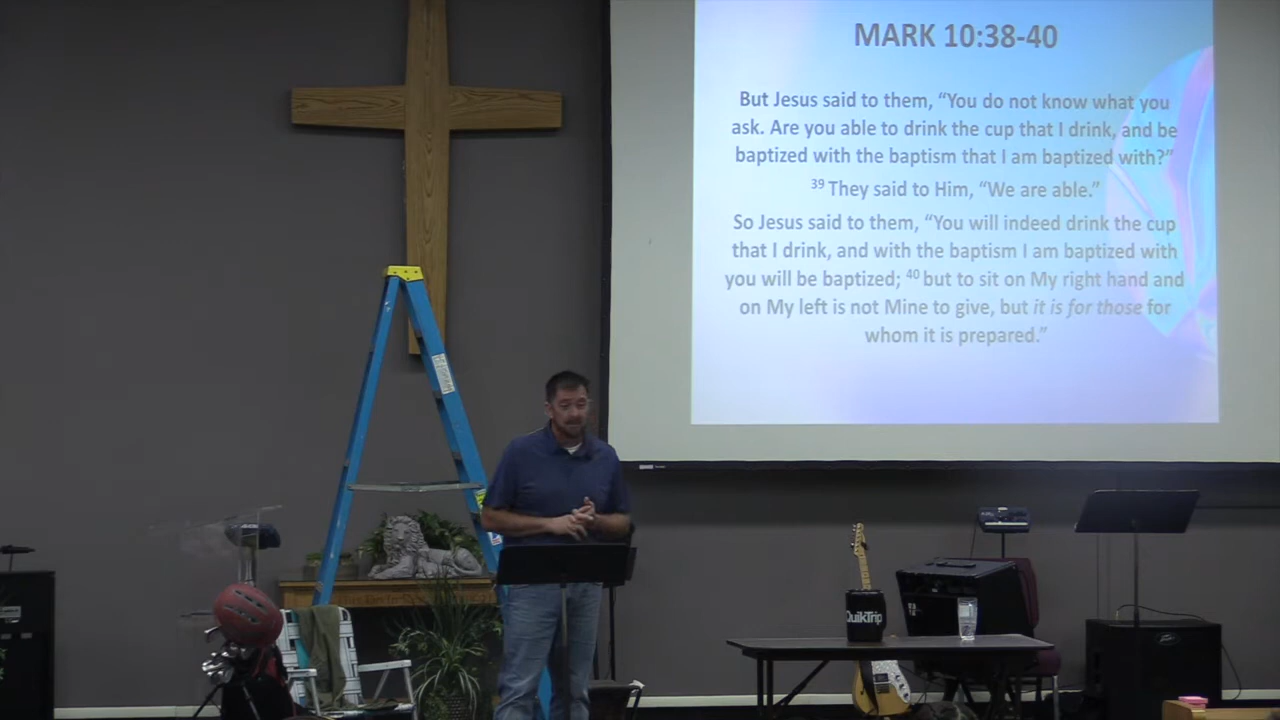 MARK 10:38-40
But Jesus said to them, “You do not know what you
ask. Are you able to drink the cup that I drink, and be
baptized with the baptism that I am baptized with?”
39 They said to Him, “We are able.”
So Jesus said to them, “You will indeed drink the cup
that I drink, and with the baptism I am baptized with
you will be baptized; 40 but to sit on My right hand and
on My left is not Mine to give, but it is for those for
whom it is prepared.”
QuikTrip